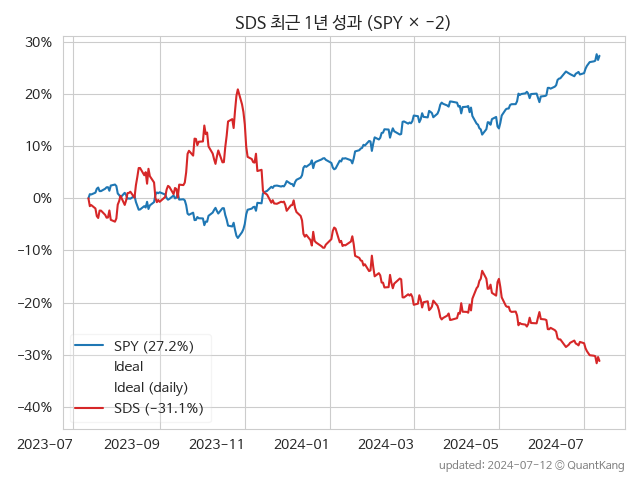 SDS 최근 1년 성과 (SPY × -2)
30%
20%
10%
0%
-10%
-20%
-30%
-40%
SPY (27.2%)
Ideal
Ideal (daily)
SDS (-31.1%)
2023-07
2023-09
2023-11
2024-01
2024-03
2024-05
2024-07
updated: 2024-07-12 © QuantKang